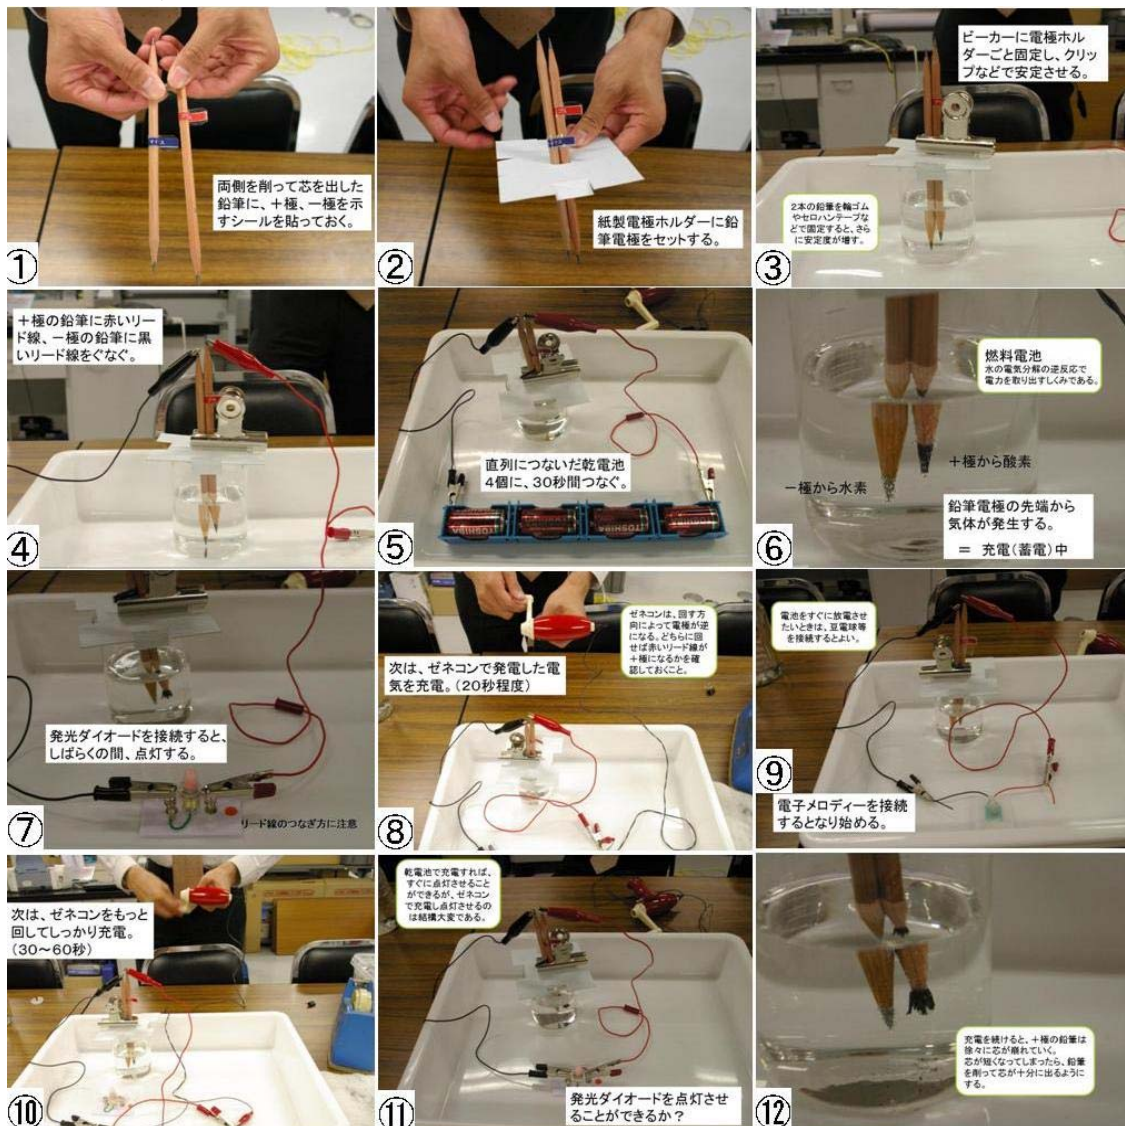 両側を削って芯を出した
鉛筆に、＋極、－極を示
すシールを貼っておく。
①
紙製電極ホルダーに鉛
筆電極をセットする。
②
ビーカーに電極ホル
ダーごと固定し、クリッ
プなどで安定させる。
2本の鉛筆を輪ゴム
やセロハンテープな
どで固定すると、さら
に安定度が増す。
③
＋極の鉛筆に赤いリー
ド線、－極の鉛筆に黒
いリード線をぐなぐ。
④
直列につないだ乾電池
4個に、30秒間つなぐ。
TOSHIBA
⑤
燃料電池
水の電気分解の逆反応で
電力を取り出すしくみである。
＋極から酸素
－極から水素
鉛筆電極の先端から
気体が発生する。
＝ 充電(蓄電)中
⑥
発光ダイオードを接続すると、
しばらくの間、点灯する。
リード線のつなぎ方に注意
⑦
ゼネコンは、回す方
向によって電極が逆
になる。どちらに回
せば赤いリード線が
＋極になるかを確
認しておくこと。
次は、ゼネコンで発電した電
気を充電。(20秒程度)
⑧
電池をすぐに放電させ
たいときは、豆電球等
を接続するとよい。
電子メロディーを接続
するとなり始める。
⑨
次は、ゼネコンをもっと
回してしっかり充電。
(30～60秒)
⑩
乾電池で充電すれば、
すぐに点灯させること
ができるが、ゼネコン
で充電し点灯させるの
は結構大変である。
発光ダイオードを点灯させ
ることができるか？
⑪
充電を続けると、＋極の鉛筆は
徐々に芯が崩れていく。
芯が短くなってしまったら、鉛筆
を削って芯が十分に出るように
する。
⑫